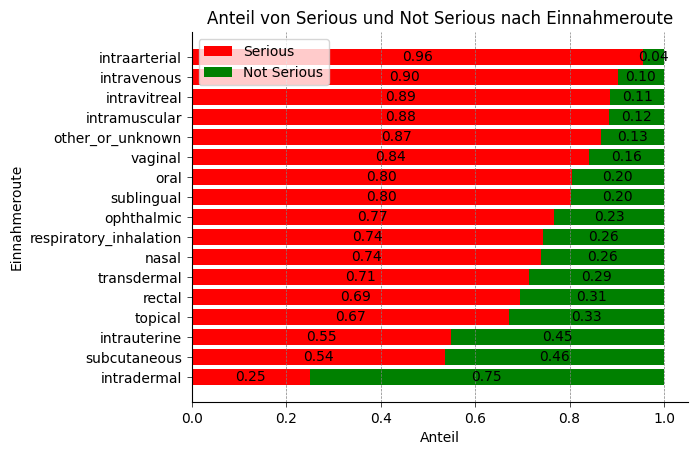 Anteil von Serious und Not Serious nach Einnahmeroute
Serious
Not Serious
Einnahmeroute
intraarterial 0.96 0.04
intravenous 0.90 0.10
intravitreal 0.89 0.11
intramuscular 0.88 0.12
other_or_unknown 0.87 0.13
vaginal 0.84 0.16
oral 0.80 0.20
sublingual 0.80 0.20
ophthalmic 0.77 0.23
respiratory_inhalation 0.74 0.26
nasal 0.74 0.26
transdermal 0.71 0.29
rectal 0.69 0.31
topical 0.67 0.33
intrauterine 0.55 0.45
subcutaneous 0.54 0.46
intradermal 0.25 0.75
0.0 0.2 0.4 0.6 0.8 1.0
Anteil